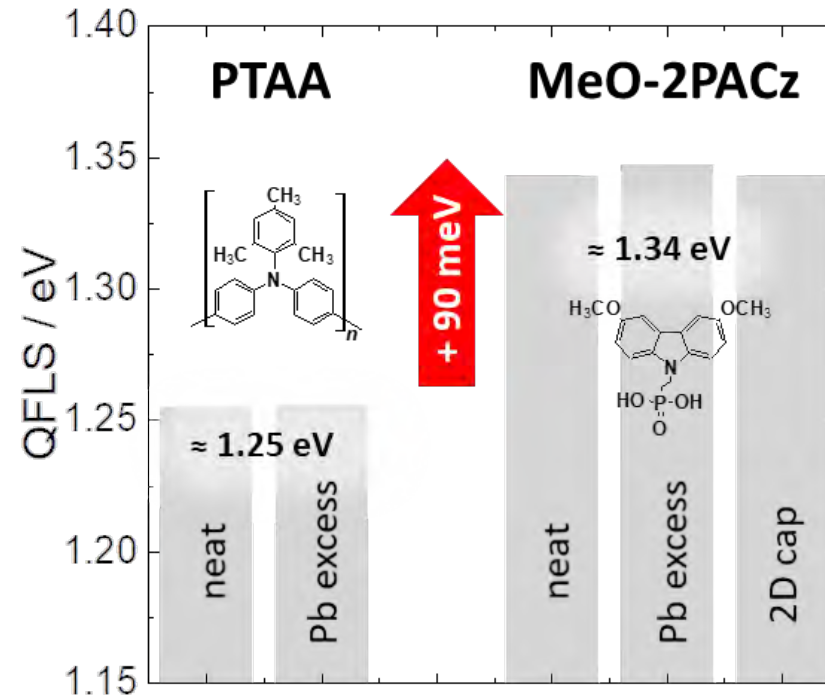 PTAA
MeO-2PACz
QFLS / eV
1.40
1.35
1.30
1.25
1.20
1.15
CH₃
H₃C
CH₃
N
n
≈ 1.25 eV
neat
Pb excess
+ 90 meV
≈ 1.34 eV
H₃CO
OCH₃
N
HO
P
OH
O
neat
Pb excess
2D cap